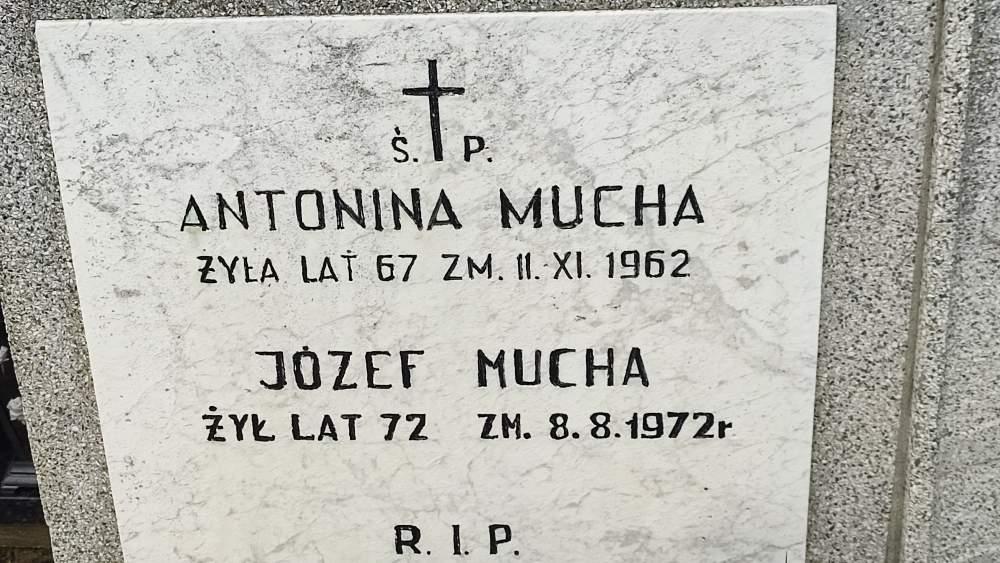 Ś. P.
ANTONINA MUCHA
ŻYŁA LAT 67 ZM. 11. XI. 1962
JÓZEF MUCHA
ŻYŁ LAT 72 ZM. 8. 8. 1972r
R. I. P.